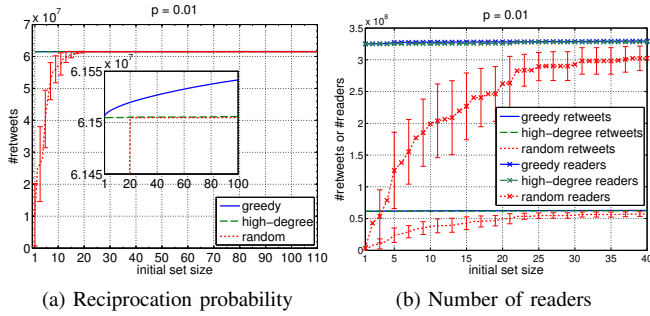 p = 0.01
x 10^7
7
6
5
4
3
2
1
0
#retweets
x 10^7
6.155
6.15
6.145
1 20 40 60 80 100
greedy
high−degree
random
1 10 20 30 40 50 60 70 80 90 100 110
initial set size
(a) Reciprocation probability
p = 0.01
x 10^8
3.5
3
2.5
2
1.5
1
0.5
0
#retweets or #readers
greedy retweets
high−degree retweets
random retweets
greedy readers
high−degree readers
random readers
1 5 10 15 20 25 30 35 40
initial set size
(b) Number of readers